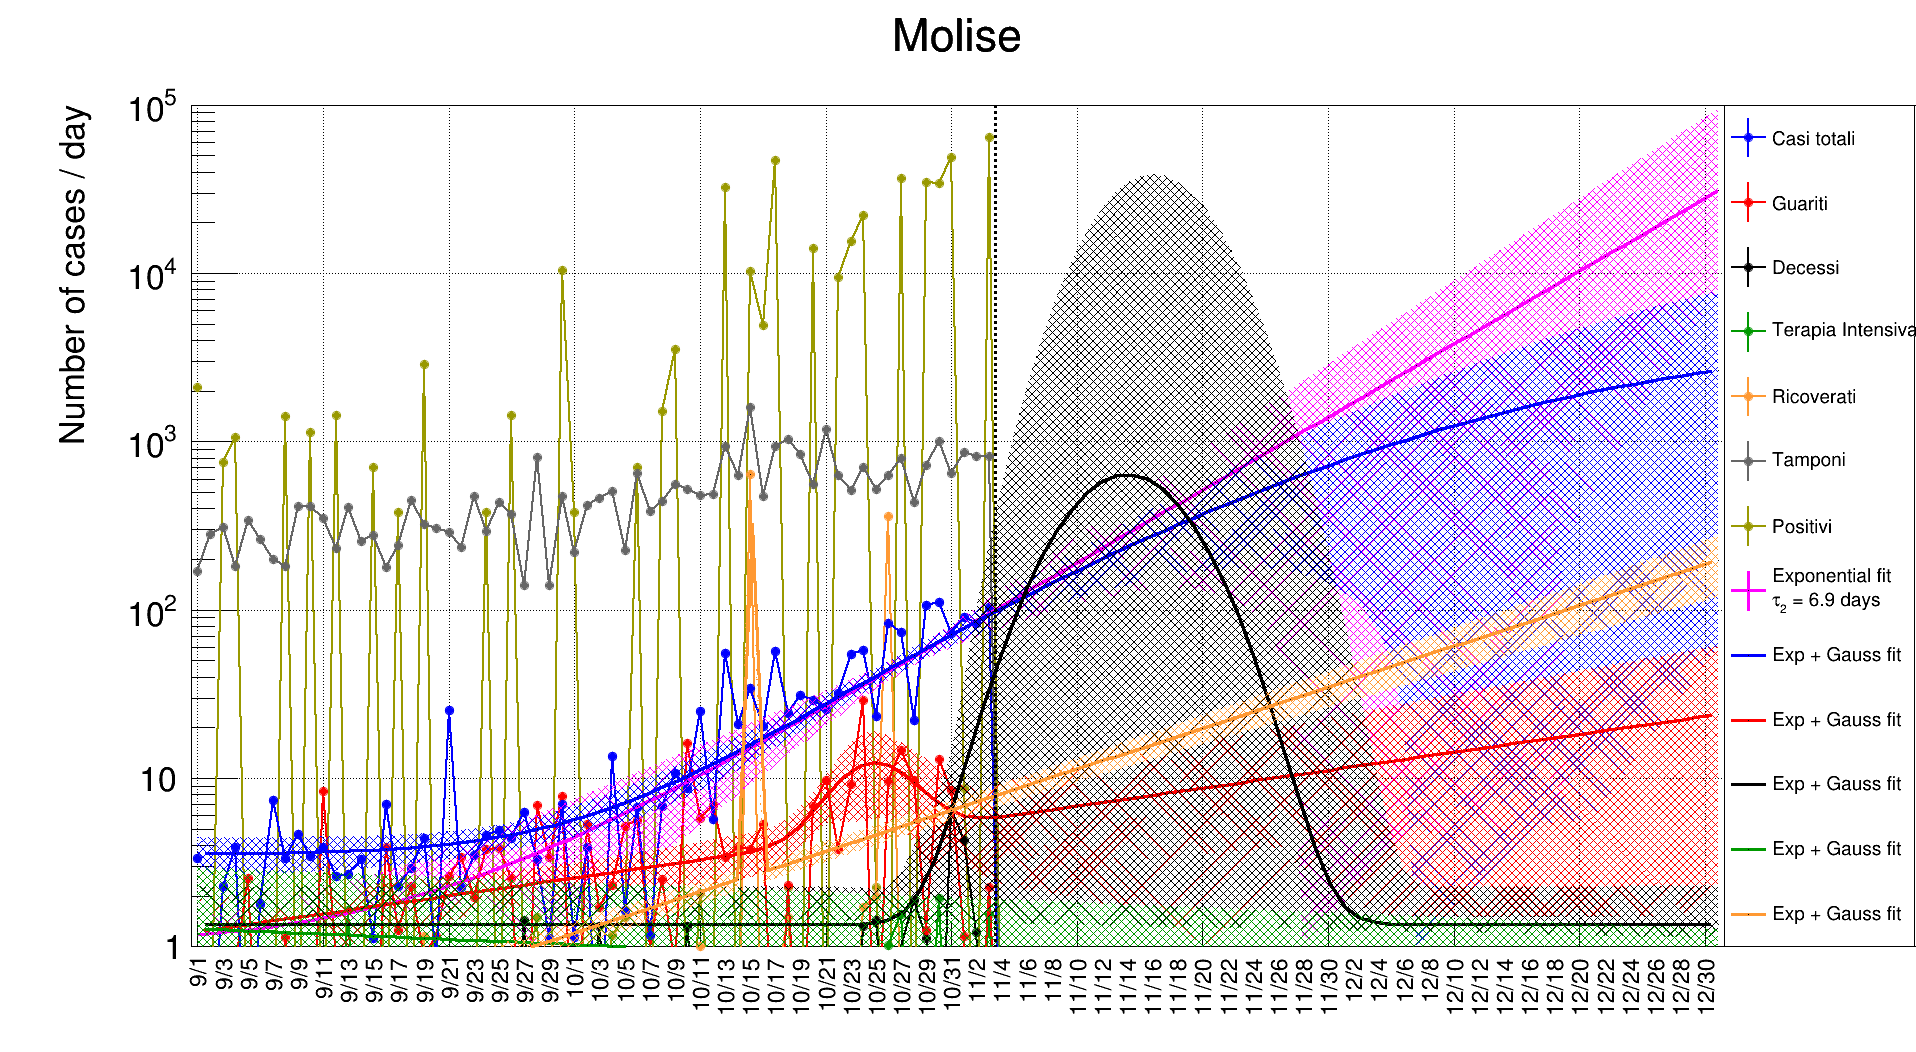 Molise
Number of cases / day
10^5
10^4
10^3
10^2
10
1
9/1 9/3 9/5 9/7 9/9 9/11 9/13 9/15 9/17 9/19 9/21 9/23 9/25 9/27 9/29 10/1 10/3 10/5 10/7 10/9 10/11 10/13 10/15 10/17 10/19 10/21 10/23 10/25 10/27 10/29 10/31 11/2 11/4 11/6 11/8 11/10 11/12 11/14 11/16 11/18 11/20 11/22 11/24 11/26 11/28 11/30 12/2 12/4 12/6 12/8 12/10 12/12 12/14 12/16 12/18 12/20 12/22 12/24 12/26 12/28 12/30
Casi totali
Guariti
Decessi
Terapia Intensiva
Ricoverati
Tamponi
Positivi
Exponential fit
τ₂ = 6.9 days
Exp + Gauss fit
Exp + Gauss fit
Exp + Gauss fit
Exp + Gauss fit
Exp + Gauss fit